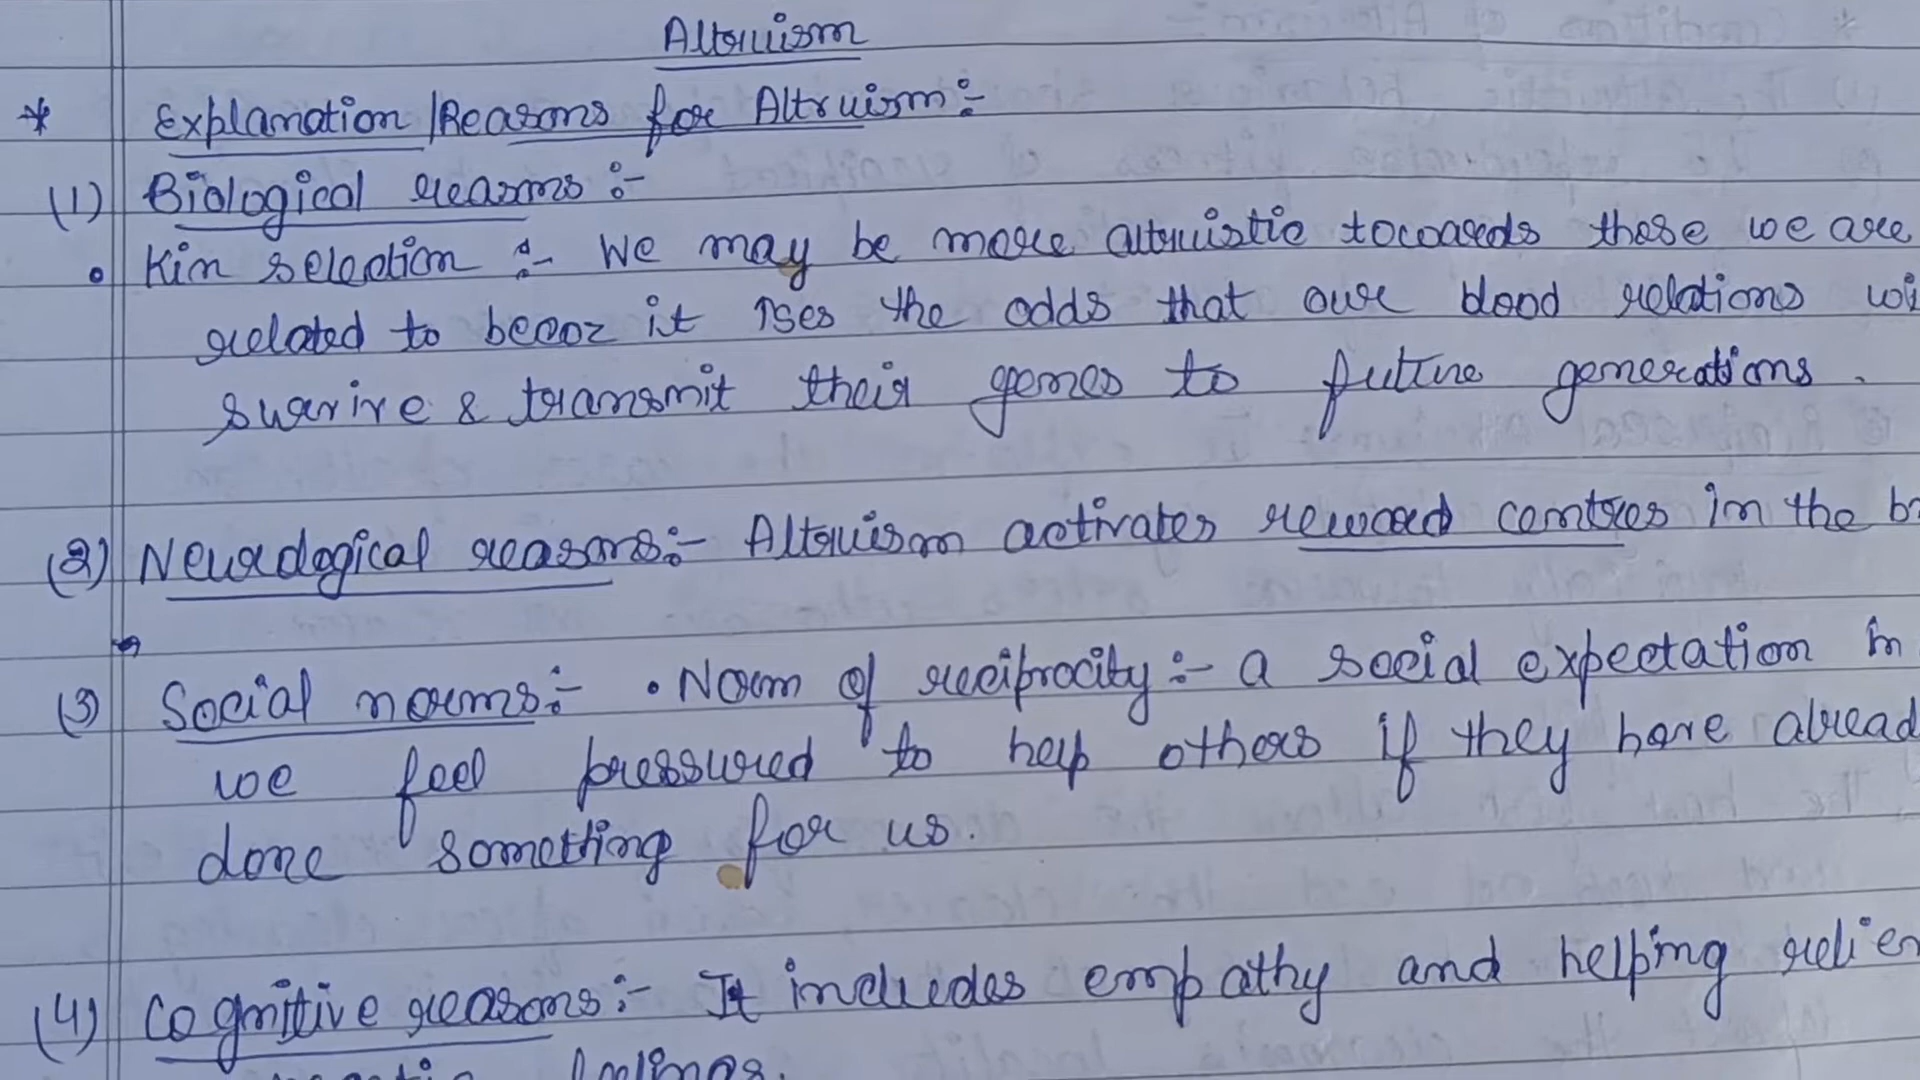 Altruism
* Explanation/Reasons for Altruism:-
(1) Biological reasons :-
• Kin selection :- We may be more altruistic towards those we are
related to becoz it ↑ses the odds that our blood relations wi
survive & transmit their genes to future generations.
(2) Neurological reasons:- Altruism activates reward centres in the b
(3) Social norms:- • Norm of reciprocity:- a social expectation in
we feel pressured to help others if they have alread
done something for us.
(4) Cognitive reasons:- It includes empathy and helping reliev
feelings.